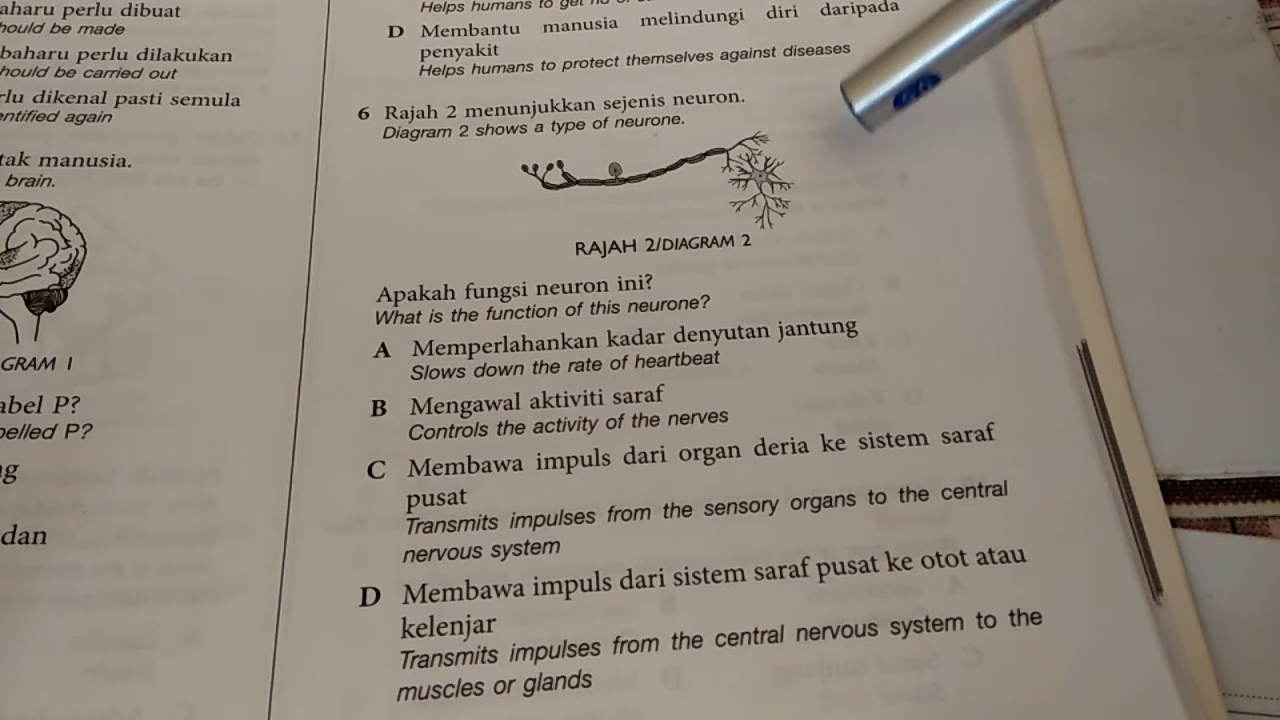 aharu perlu dibuat
hould be made
baharu perlu dilakukan
hould be carried out
rlu dikenal pasti semula
entified again
tak manusia.
brain.
GRAM 1
abel P?
belled P?
g
dan
Helps humans to get
D Membantu manusia melindungi diri daripada
penyakit
Helps humans to protect themselves against diseases
6 Rajah 2 menunjukkan sejenis neuron.
Diagram 2 shows a type of neurone.
RAJAH 2/DIAGRAM 2
Apakah fungsi neuron ini?
What is the function of this neurone?
A Memperlahankan kadar denyutan jantung
Slows down the rate of heartbeat
B Mengawal aktiviti saraf
Controls the activity of the nerves
C Membawa impuls dari organ deria ke sistem saraf
pusat
Transmits impulses from the sensory organs to the central
nervous system
D Membawa impuls dari sistem saraf pusat ke otot atau
kelenjar
Transmits impulses from the central nervous system to the
muscles or glands